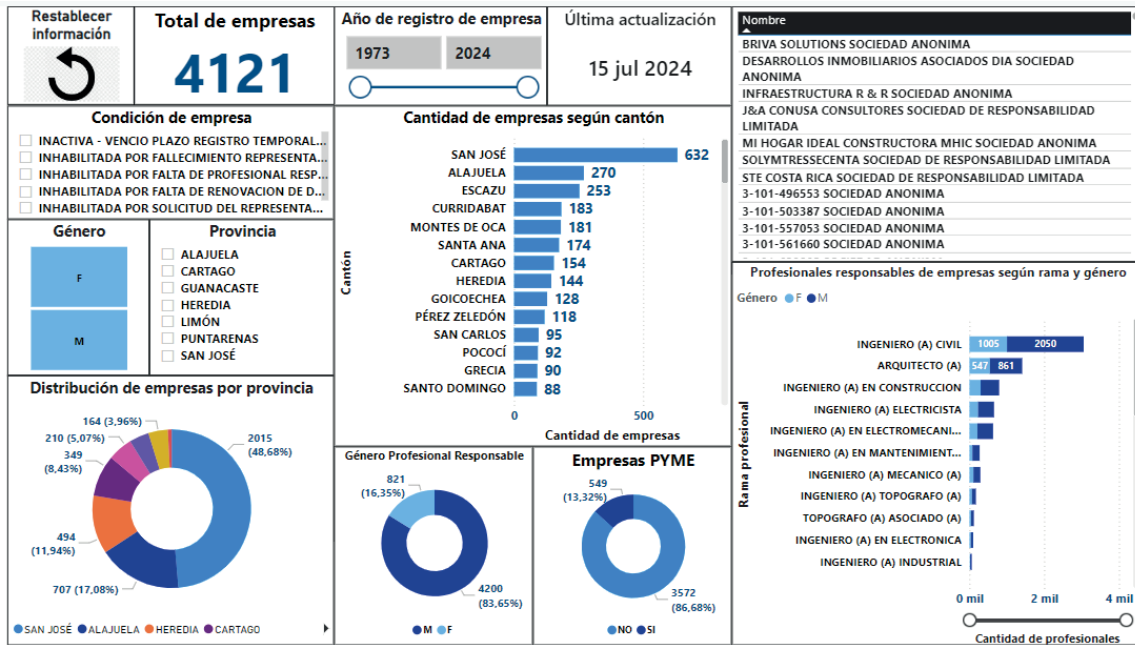 Restablecer
información
Total de empresas
4121
Año de registro de empresa
1973
2024
Última actualización
15 jul 2024
Nombre
BRIVA SOLUTIONS SOCIEDAD ANONIMA
DESARROLLOS INMOBILIARIOS ASOCIADOS DIA SOCIEDAD
ANONIMA
INFRAESTRUCTURA R & R SOCIEDAD ANONIMA
J&A CONUSA CONSULTORES SOCIEDAD DE RESPONSABILIDAD
LIMITADA
MI HOGAR IDEAL CONSTRUCTORA MHIC SOCIEDAD ANONIMA
SOLYMTRESSECENTA SOCIEDAD DE RESPONSABILIDAD LIMITADA
STE COSTA RICA SOCIEDAD DE RESPONSABILIDAD LIMITADA
3-101-496553 SOCIEDAD ANONIMA
3-101-503387 SOCIEDAD ANONIMA
3-101-557053 SOCIEDAD ANONIMA
3-101-561660 SOCIEDAD ANONIMA
Condición de empresa
INACTIVA - VENCIO PLAZO REGISTRO TEMPORAL...
INHABILITADA POR FALLECIMIENTO REPRESENTA...
INHABILITADA POR FALTA DE PROFESIONAL RESP...
INHABILITADA POR FALTA DE RENOVACION DE D...
INHABILITADA POR SOLICITUD DEL REPRESENTA...
Género
F
M
Provincia
ALAJUELA
CARTAGO
GUANACASTE
HEREDIA
LIMÓN
PUNTARENAS
SAN JOSÉ
Cantidad de empresas según cantón
Cantón
SAN JOSÉ 632
ALAJUELA 270
ESCAZU 253
CURRIDABAT 183
MONTES DE OCA 181
SANTA ANA 174
CARTAGO 154
HEREDIA 144
GOICOECHEA 128
PÉREZ ZELEDÓN 118
SAN CARLOS 95
POCOCÍ 92
GRECIA 90
SANTO DOMINGO 88
0 500
Cantidad de empresas
Distribución de empresas por provincia
164 (3,96%)
210 (5,07%)
349
(8,43%)
494
(11,94%)
707 (17,08%)
2015
(48,68%)
SAN JOSÉ ALAJUELA HEREDIA CARTAGO
Género Profesional Responsable
821
(16,35%)
4200
(83,65%)
M F
Empresas PYME
549
(13,32%)
3572
(86,68%)
NO SI
Profesionales responsables de empresas según rama y género
Género F M
Rama profesional
INGENIERO (A) CIVIL 1005 2050
ARQUITECTO (A) 547 861
INGENIERO (A) EN CONSTRUCCION
INGENIERO (A) ELECTRICISTA
INGENIERO (A) EN ELECTROMECANI...
INGENIERO (A) EN MANTENIMIENT...
INGENIERO (A) MECANICO (A)
INGENIERO (A) TOPOGRAFO (A)
TOPOGRAFO (A) ASOCIADO (A)
INGENIERO (A) EN ELECTRONICA
INGENIERO (A) INDUSTRIAL
0 mil 2 mil 4 mil
Cantidad de profesionales